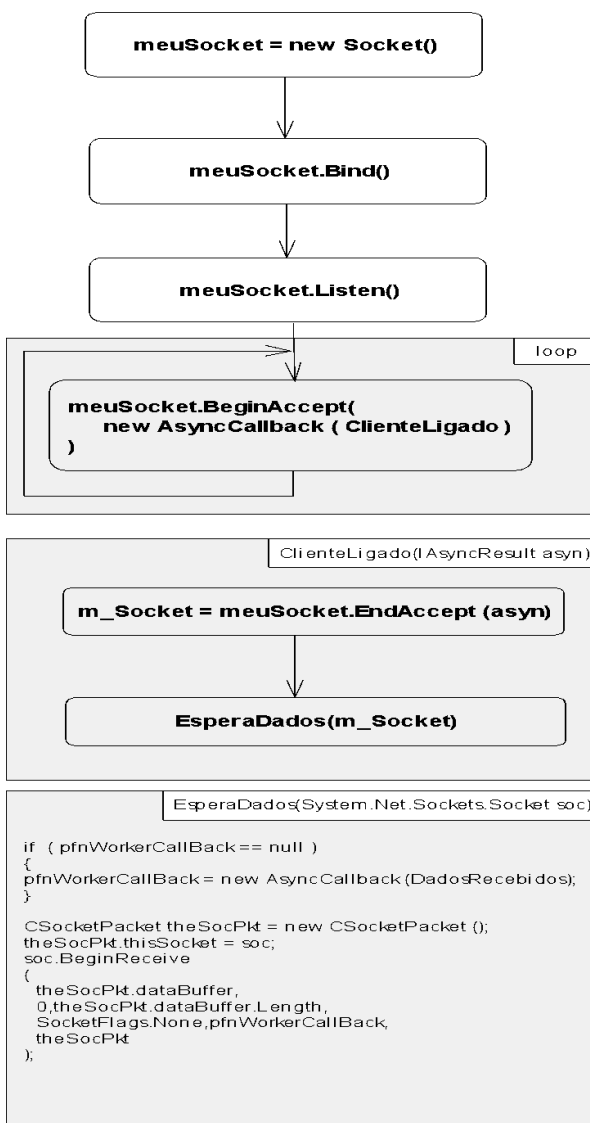 meuSocket = new Socket()
meuSocket.Bind()
meuSocket.Listen()
loop
meuSocket.BeginAccept(
new AsyncCallback ( ClienteLigado )
)
ClienteLigado(IAsyncResult asyn)
m_Socket = meuSocket.EndAccept (asyn)
EsperaDados(m_Socket)
EsperaDados(System.Net.Sockets.Socket soc)
if ( pfnWorkerCallBack == null )
{
pfnWorkerCallBack = new AsyncCallback (DadosRecebidos);
}
CSocketPacket theSocPkt = new CSocketPacket ();
theSocPkt.thisSocket = soc;
soc.BeginReceive
(
theSocPkt.dataBuffer,
0,theSocPkt.dataBuffer.Length,
SocketFlags.None,pfnWorkerCallBack,
theSocPkt
);